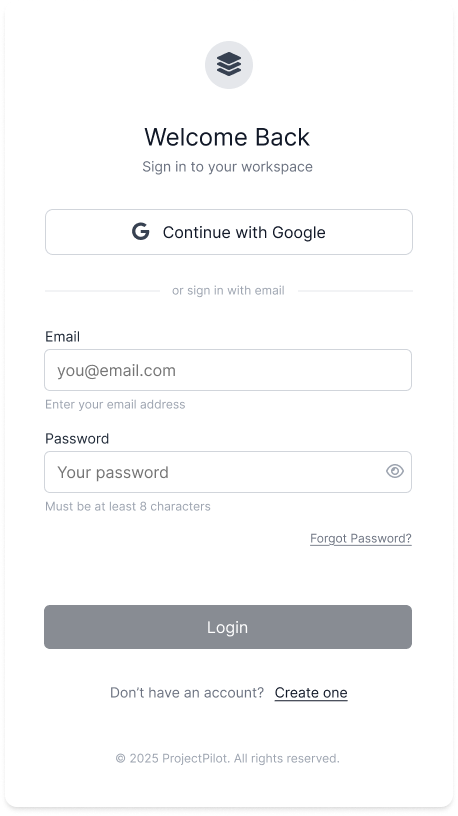 Welcome Back
Sign in to your workspace
Continue with Google
or sign in with email
Email
you@email.com
Enter your email address
Password
Your password
Must be at least 8 characters
Forgot Password?
Login
Don't have an account? Create one
© 2025 ProjectPilot. All rights reserved.